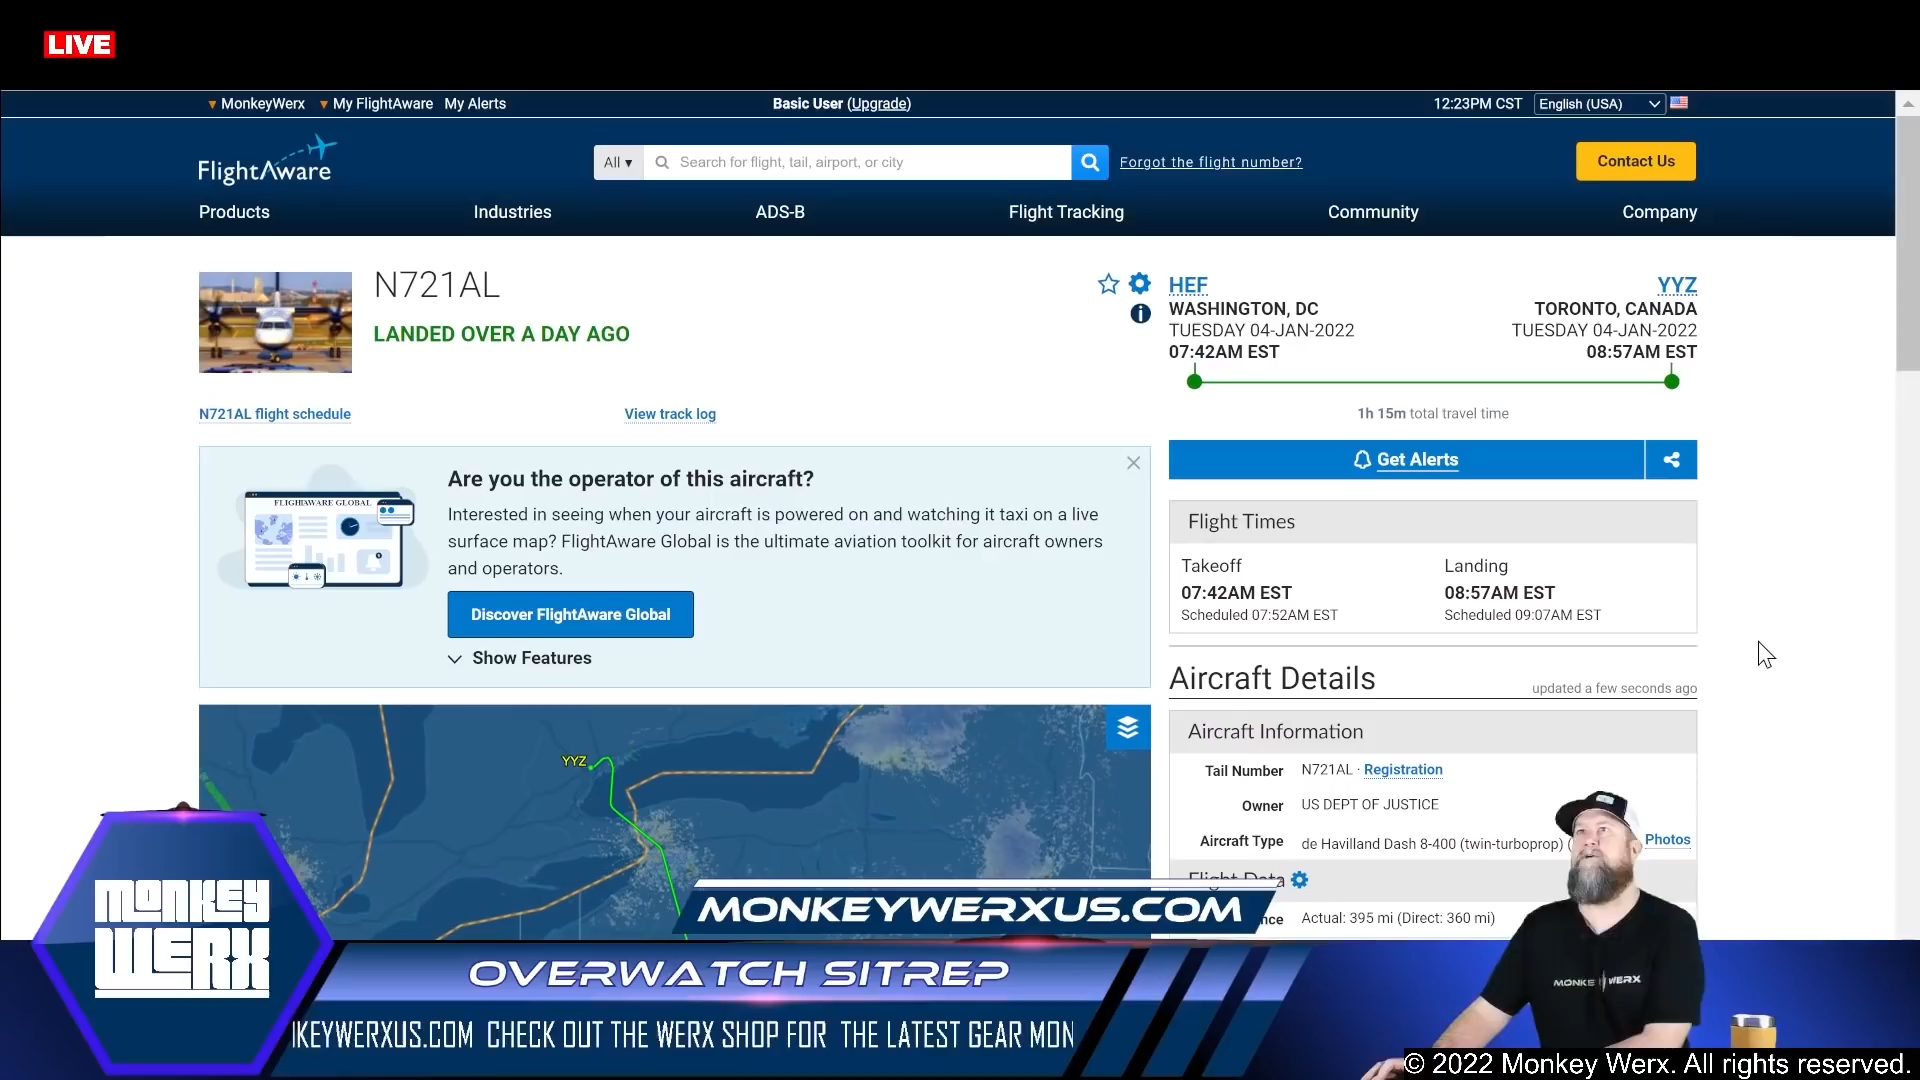 LIVE
MonkeyWerx My FlightAware My Alerts
Basic User (Upgrade)
12:23PM CST English (USA)
FlightAware
All ▾ Search for flight, tail, airport, or city
Forgot the flight number?
Contact Us
Products Industries ADS-B Flight Tracking Community Company
N721AL
LANDED OVER A DAY AGO
N721AL flight schedule
View track log
HEF YYZ
WASHINGTON, DC TORONTO, CANADA
TUESDAY 04-JAN-2022 TUESDAY 04-JAN-2022
07:42AM EST 08:57AM EST
1h 15m total travel time
Get Alerts
FLIGHTAWARE GLOBAL
Are you the operator of this aircraft?
Interested in seeing when your aircraft is powered on and watching it taxi on a live
surface map? FlightAware Global is the ultimate aviation toolkit for aircraft owners
and operators.
Discover FlightAware Global
Show Features
Flight Times
Takeoff Landing
07:42AM EST 08:57AM EST
Scheduled 07:52AM EST Scheduled 09:07AM EST
Aircraft Details
updated a few seconds ago
Aircraft Information
Tail Number N721AL · Registration
Owner US DEPT OF JUSTICE
Aircraft Type de Havilland Dash 8-400 (twin-turboprop) ( Photos
Flight Data
nce Actual: 395 mi (Direct: 360 mi)
YYZ
MONKEY
WERX
MONKEYWERXUS.COM
OVERWATCH SITREP
KEYWERXUS.COM CHECK OUT THE WERX SHOP FOR THE LATEST GEAR MON
MONKE WERX
© 2022 Monkey Werx. All rights reserved.